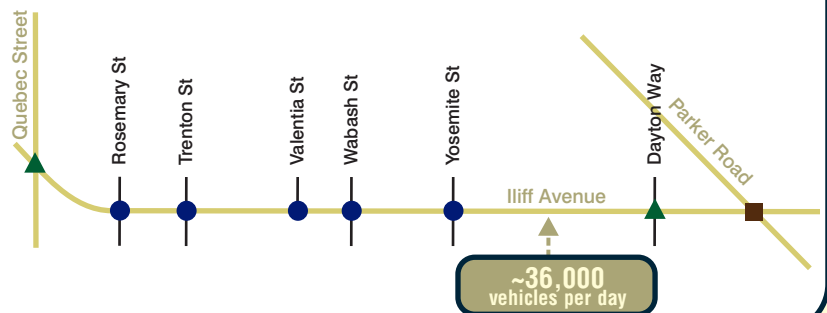 Quebec Street
Rosemary St
Trenton St
Valentia St
Wabash St
Yosemite St
Dayton Way
Parker Road
Iliff Avenue
~36,000
vehicles per day